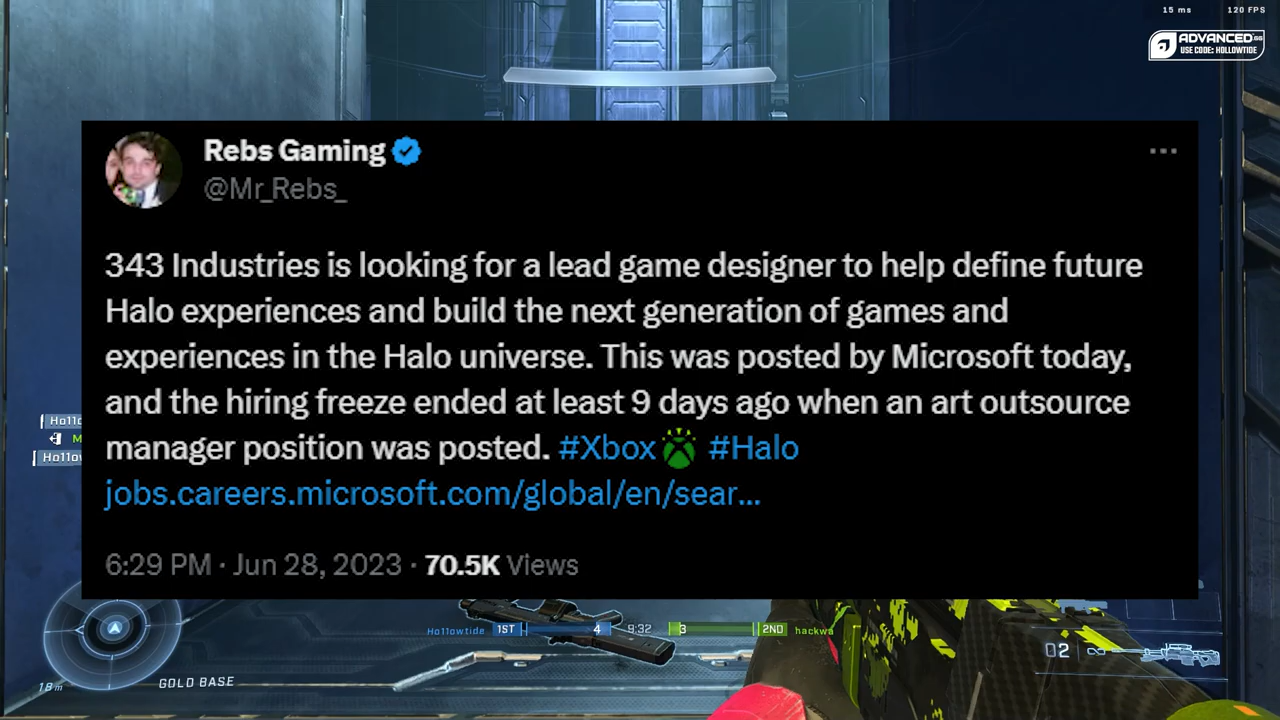 15 ms 120 FPS
ADVANCED.GG
USE CODE: HOLLOWTIDE
Rebs Gaming
@Mr_Rebs_
343 Industries is looking for a lead game designer to help define future
Halo experiences and build the next generation of games and
experiences in the Halo universe. This was posted by Microsoft today,
and the hiring freeze ended at least 9 days ago when an art outsource
manager position was posted. #Xbox #Halo
jobs.careers.microsoft.com/global/en/sear...
6:29 PM · Jun 28, 2023 · 70.5K Views
Ho11owtide 1ST 4 9:32 3 2ND hackwa
02 ∞
18m
GOLD BASE